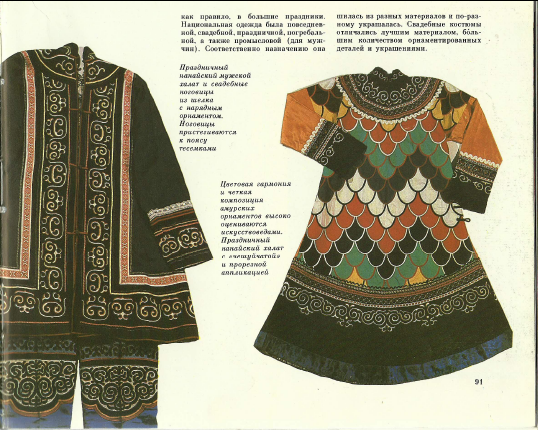 как правило, в большие праздники.
Национальная одежда была повседнев-
ной, свадебной, праздничной, погребаль-
ной, а также промысловой (для муж-
чин). Соответственно назначению она
шилась из разных материалов и по-раз-
ному украшалась. Свадебные костюмы
отличались лучшим материалом, бо́ль-
шим количеством орнаментированных
деталей и украшениями.
Праздничный
нанайский мужской
халат и свадебные
ноговицы
из шелка
с нарядным
орнаментом.
Ноговицы
пристегиваются
к поясу
тесемками
Цветовая гармония
и четкая
композиция
амурских
орнаментов высоко
оцениваются
искусствоведами.
Праздничный
нанайский халат
с «чешуйчатой»
и прорезной
аппликацией
91